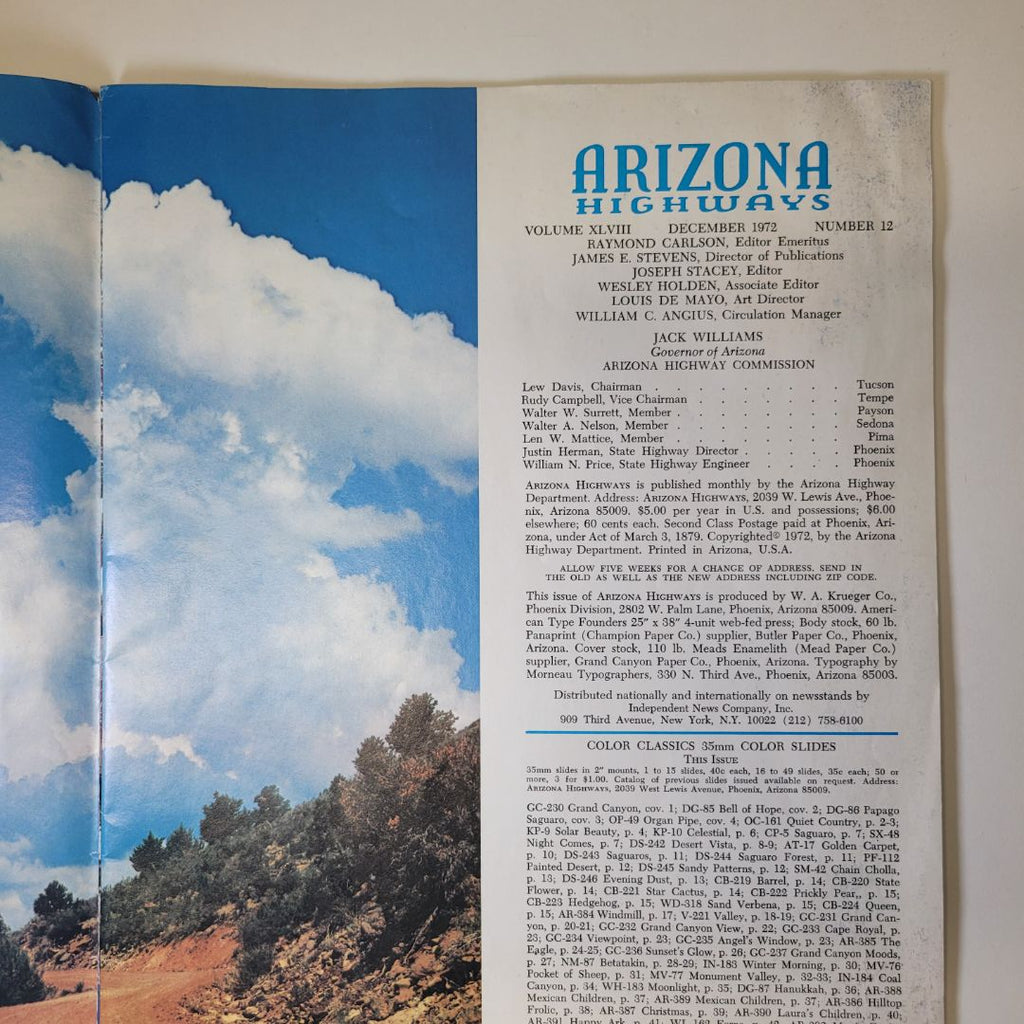 ARIZONA
HIGHWAYS
VOLUME XLVIII DECEMBER 1972 NUMBER 12
RAYMOND CARLSON, Editor Emeritus
JAMES E. STEVENS, Director of Publications
JOSEPH STACEY, Editor
WESLEY HOLDEN, Associate Editor
LOUIS DE MAYO, Art Director
WILLIAM C. ANGIUS, Circulation Manager
JACK WILLIAMS
Governor of Arizona
ARIZONA HIGHWAY COMMISSION
Lew Davis, Chairman . . . . . . . . . Tucson
Rudy Campbell, Vice Chairman . . . . . . . Tempe
Walter W. Surrett, Member . . . . . . . . Payson
Walter A. Nelson, Member . . . . . . . . Sedona
Len W. Mattice, Member . . . . . . . . Pima
Justin Herman, State Highway Director . . . . . Phoenix
William N. Price, State Highway Engineer . . . . Phoenix
ARIZONA HIGHWAYS is published monthly by the Arizona Highway
Department. Address: ARIZONA HIGHWAYS, 2039 W. Lewis Ave., Phoe-
nix, Arizona 85009. $5.00 per year in U.S. and possessions; $6.00
elsewhere; 60 cents each. Second Class Postage paid at Phoenix, Ari-
zona, under Act of March 3, 1879. Copyrighted© 1972, by the Arizona
Highway Department. Printed in Arizona, U.S.A.
ALLOW FIVE WEEKS FOR A CHANGE OF ADDRESS. SEND IN
THE OLD AS WELL AS THE NEW ADDRESS INCLUDING ZIP CODE.
This issue of ARIZONA HIGHWAYS is produced by W. A. Krueger Co.,
Phoenix Division, 2802 W. Palm Lane, Phoenix, Arizona 85009. Ameri-
can Type Founders 25" x 38" 4-unit web-fed press; Body stock, 60 lb.
Panaprint (Champion Paper Co.) supplier, Butler Paper Co., Phoenix,
Arizona. Cover stock, 110 lb. Meads Enamelith (Mead Paper Co.)
supplier, Grand Canyon Paper Co., Phoenix, Arizona. Typography by
Morneau Typographers, 330 N. Third Ave., Phoenix, Arizona 85003.
Distributed nationally and internationally on newsstands by
Independent News Company, Inc.
909 Third Avenue, New York, N.Y. 10022 (212) 758-6100
COLOR CLASSICS 35mm COLOR SLIDES
THIS ISSUE
35mm slides in 2" mounts, 1 to 15 slides, 40c each, 16 to 49 slides, 35c each; 50 or
more, 3 for $1.00. Catalog of previous slides issued available on request. Address:
ARIZONA HIGHWAYS, 2039 West Lewis Avenue, Phoenix, Arizona 85009.
GC-230 Grand Canyon, cov. 1; DG-85 Bell of Hope, cov. 2; DG-86 Papago
Saguaro, cov. 3; OP-49 Organ Pipe, cov. 4; OC-161 Quiet Country, p. 2-3;
KP-9 Solar Beauty, p. 4; KP-10 Celestial, p. 6; CP-5 Saguaro, p. 7; SX-48
Night Comes, p. 7; DS-242 Desert Vista, p. 8-9; AT-17 Golden Carpet,
p. 10; DS-243 Saguaros, p. 11; DS-244 Saguaro Forest, p. 11; PF-112
Painted Desert, p. 12; DS-245 Sandy Patterns, p. 12; SM-42 Chain Cholla,
p. 13; DS-246 Evening Dust, p. 13; CB-219 Barrel, p. 14; CB-220 State
Flower, p. 14; CB-221 Star Cactus, p. 14; CB-222 Prickly Pear,, p. 15;
CB-223 Hedgehog, p. 15; WD-318 Sand Verbena, p. 15; CB-224 Queen,
p. 15; AR-384 Windmill, p. 17; V-221 Valley, p. 18-19; GC-231 Grand Can-
yon, p. 20-21; GC-232 Grand Canyon View, p. 22; GC-233 Cape Royal, p.
23; GC-234 Viewpoint, p. 23; GC-235 Angel's Window, p. 23; AR-385 The
Eagle, p. 24-25; GC-236 Sunset's Glow, p. 26; GC-237 Grand Canyon Moods,
p. 27; NM-87 Betatakin, p. 28-29; IN-183 Winter Morning, p. 30; MV-76
Pocket of Sheep, p. 31; MV-77 Monument Valley, p. 32-33; IN-184 Coal
Canyon, p. 34; WH-183 Moonlight, p. 35; DG-87 Hanukkah, p. 36; AR-388
Mexican Children, p. 37; AR-389 Mexican Children, p. 37; AR-386 Hilltop
Frolic, p. 38; AR-387 Christmas, p. 39; AR-390 Laura's Children, p. 40;
AR-391 Happy Ark, p. 41;